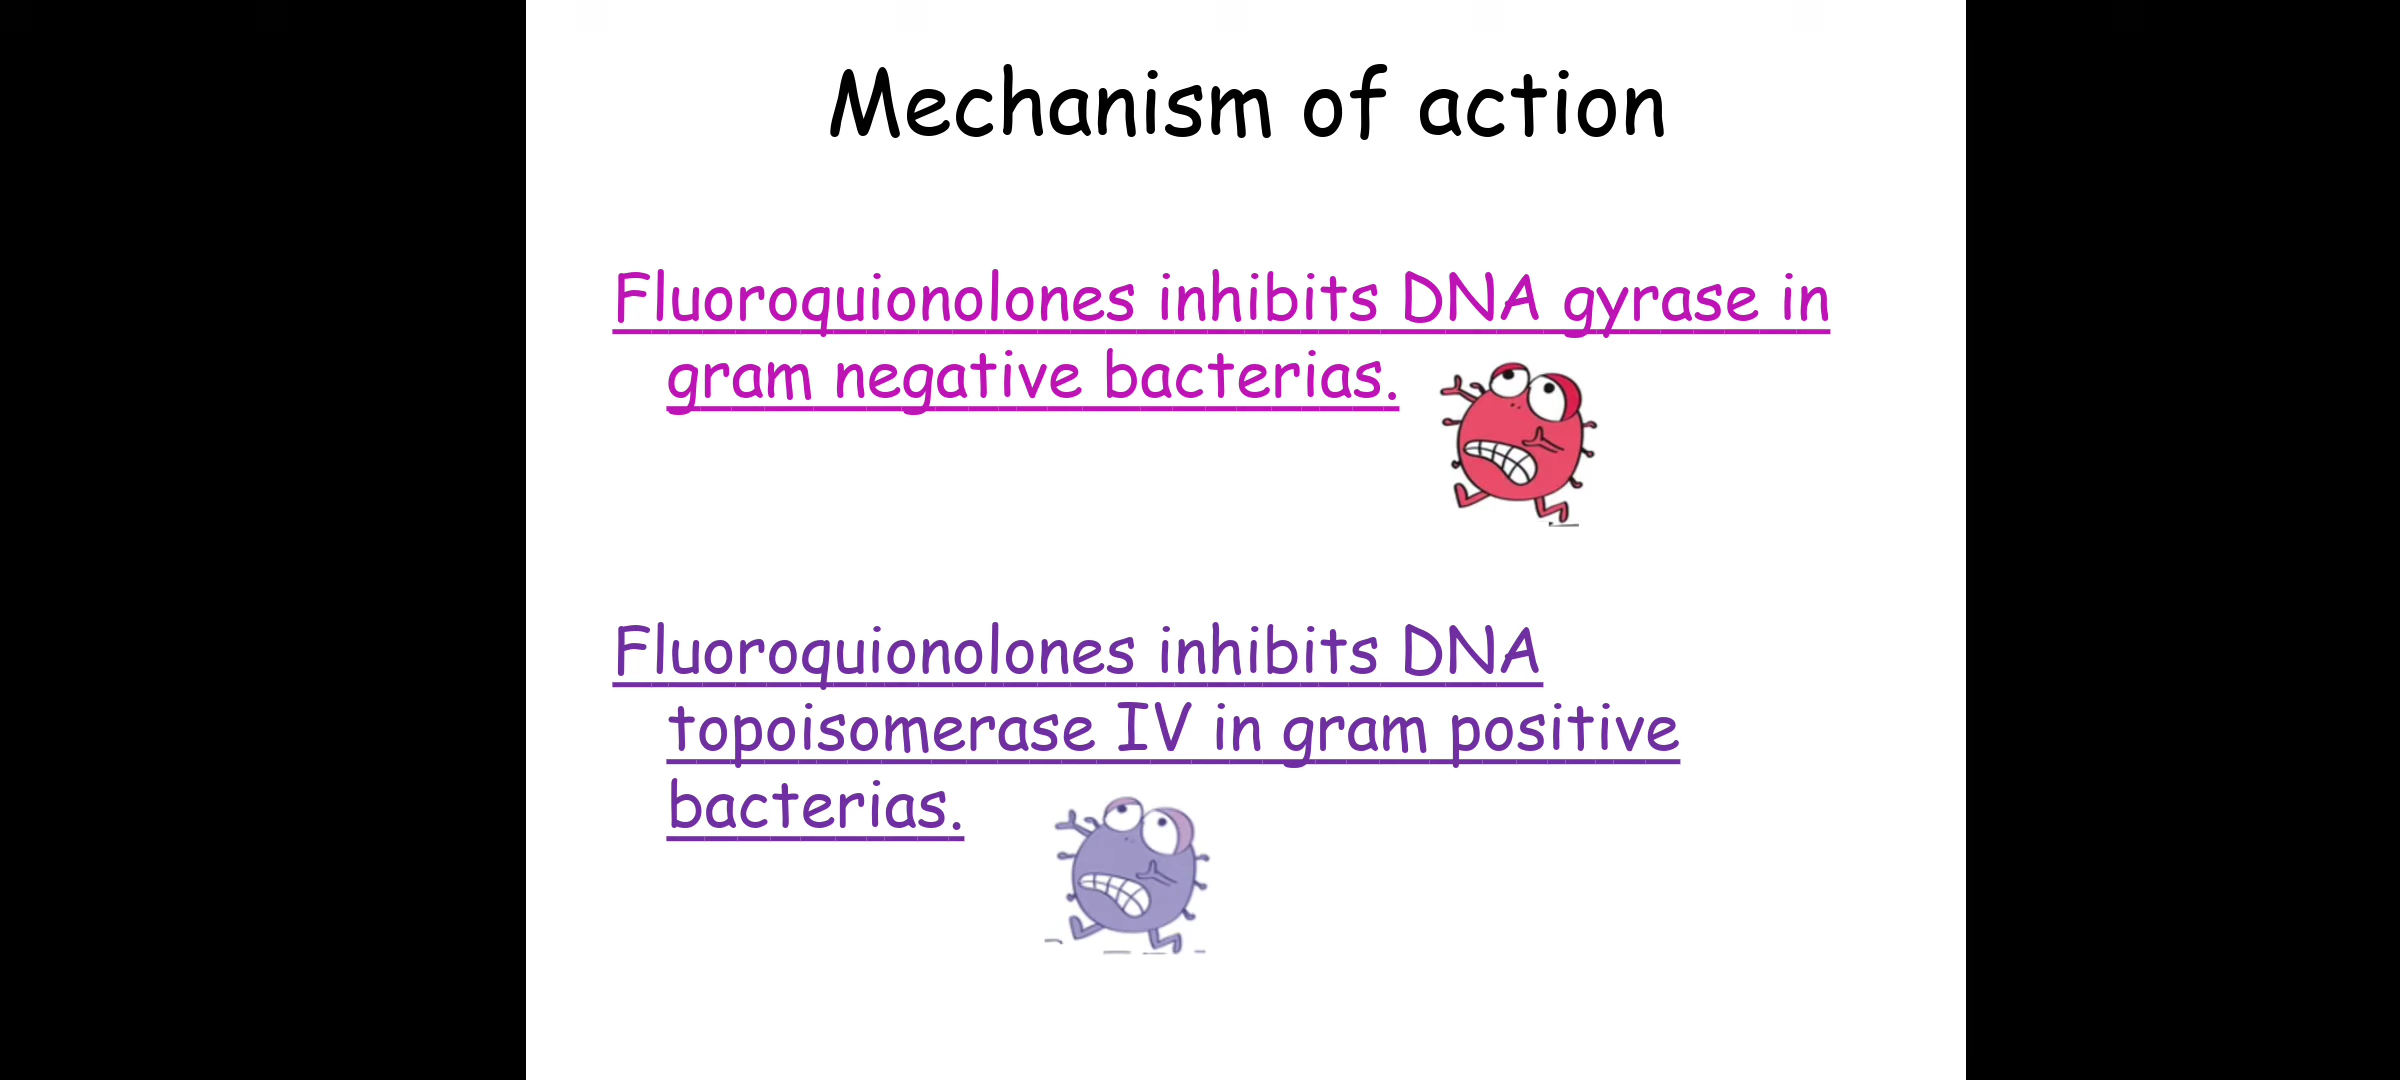 Mechanism of action
Fluoroquionolones inhibits DNA gyrase in
gram negative bacterias.
Fluoroquionolones inhibits DNA
topoisomerase IV in gram positive
bacterias.